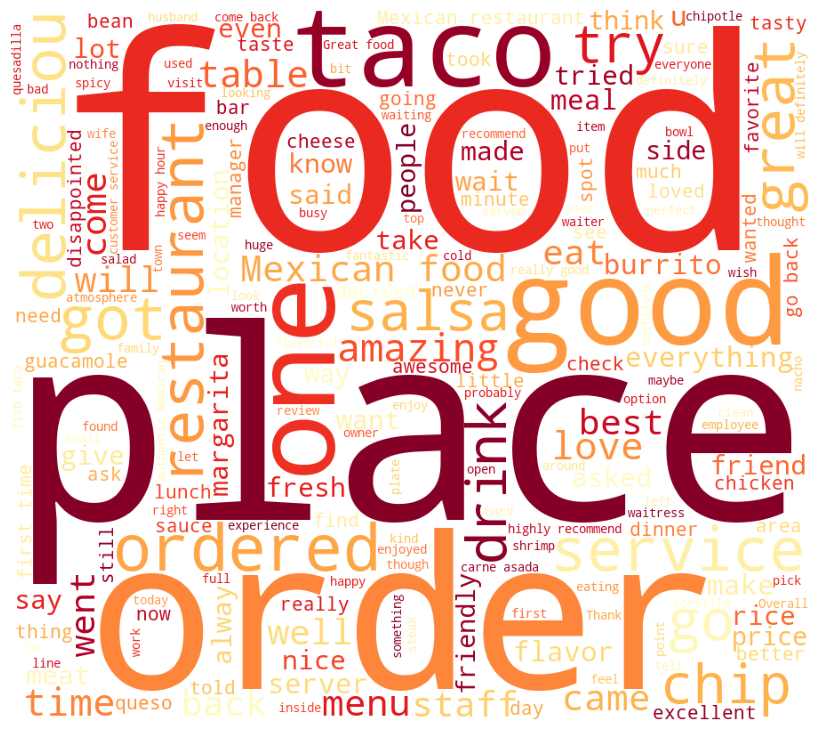 food
place
order
good
taco
one
great
try
deliciou
restaurant
got
salsa
Mexican food
amazing
ordered
service
chip
go
drink
love
best
menu
staff
time
back
came
well
went
come
will
table
even
lot
bean
taste
tasty
think
u
Mexican restaurant
tried
meal
sure
took
going
bar
know
said
cheese
people
made
side
wait
minute
much
loved
favorite
wanted
spot
see
eat
burrito
take
never
location
manager
disappointed
customer service
happy hour
husband
come back
Great food
chipotle
quesadilla
nothing
spicy
used
visit
looking
bit
waiting
definitely
everyone
will definitely
bad
wife
enough
recommend
item
put
bowl
perfect
thought
two
town
seem
busy
top
served
waiter
wish
go back
salad
atmosphere
huge
fantastic
cold
really good
look
worth
decided
need
family
guacamole
margarita
way
awesome
little
check
everything
fish taco
found
small
give
ask
let
review
want
enjoy
owner
probably
option
maybe
clean
employee
nacho
friend
chicken
lunch
fresh
plate
open
asked
around
right
sauce
experience
find
hard
left
waitress
highly recommend
dinner
area
first time
still
kind
enjoyed
though
shrimp
carne asada
make
pick
say
now
today
full
happy
really
eating
first
Thank
Overall
tortilla
rice
price
thing
alway
nice
something
steak
friendly
flavor
point
better
tell
line
meat
work
told
server
inside
feel
day
queso
excellent